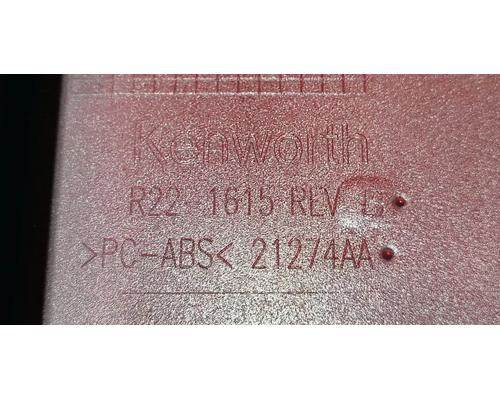 Kenworth
R22-1615 REV
>PC-ABS< 21274AA